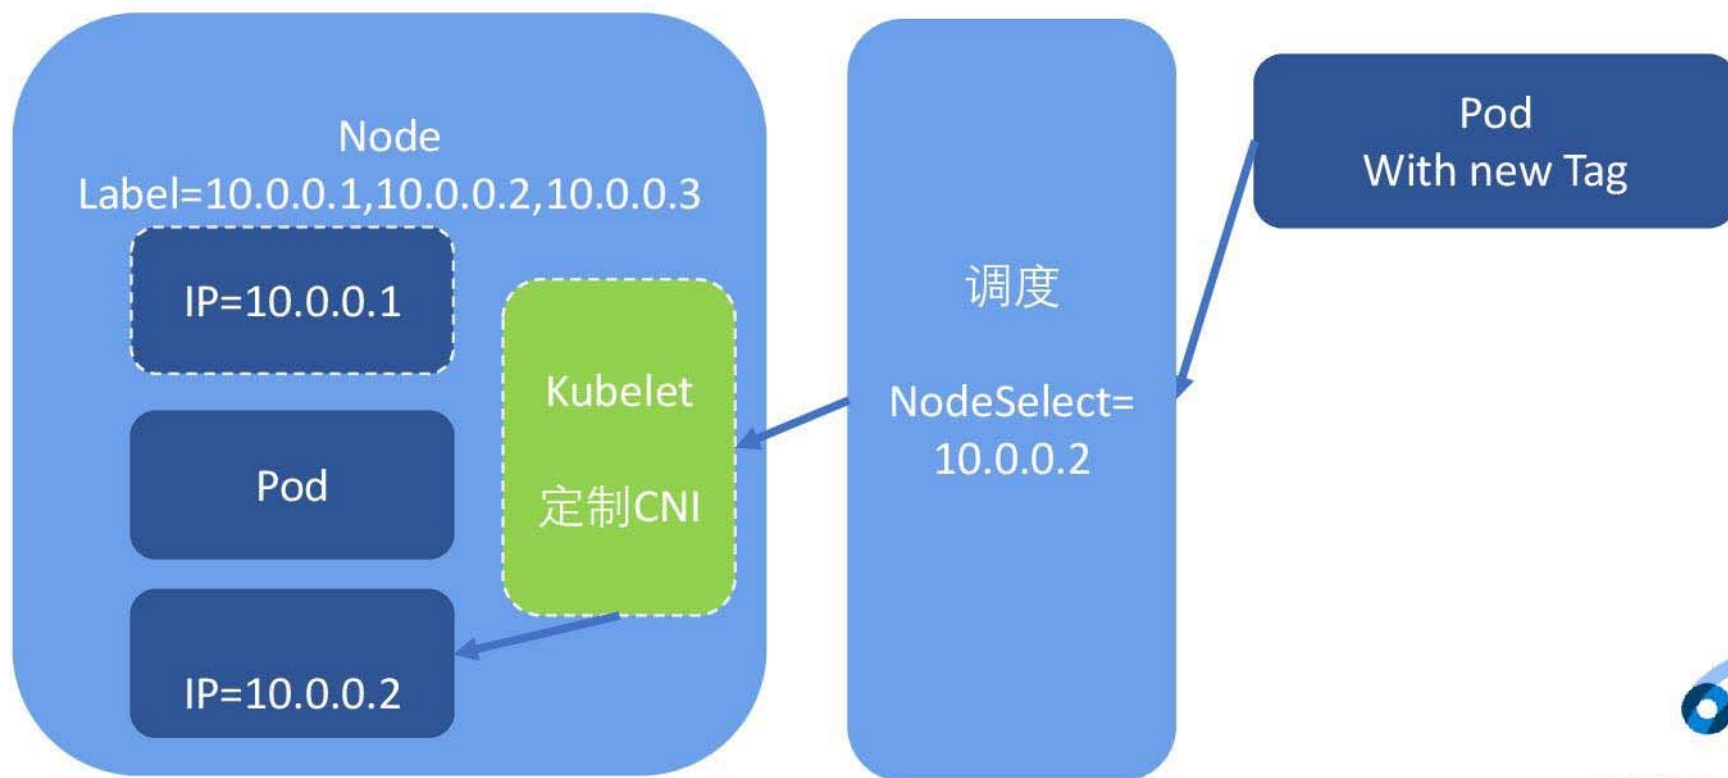 Node
Label=10.0.0.1,10.0.0.2,10.0.0.3
IP=10.0.0.1
Pod
IP=10.0.0.2
Kubelet
定制CNI
调度
NodeSelect=
10.0.0.2
Pod
With new Tag